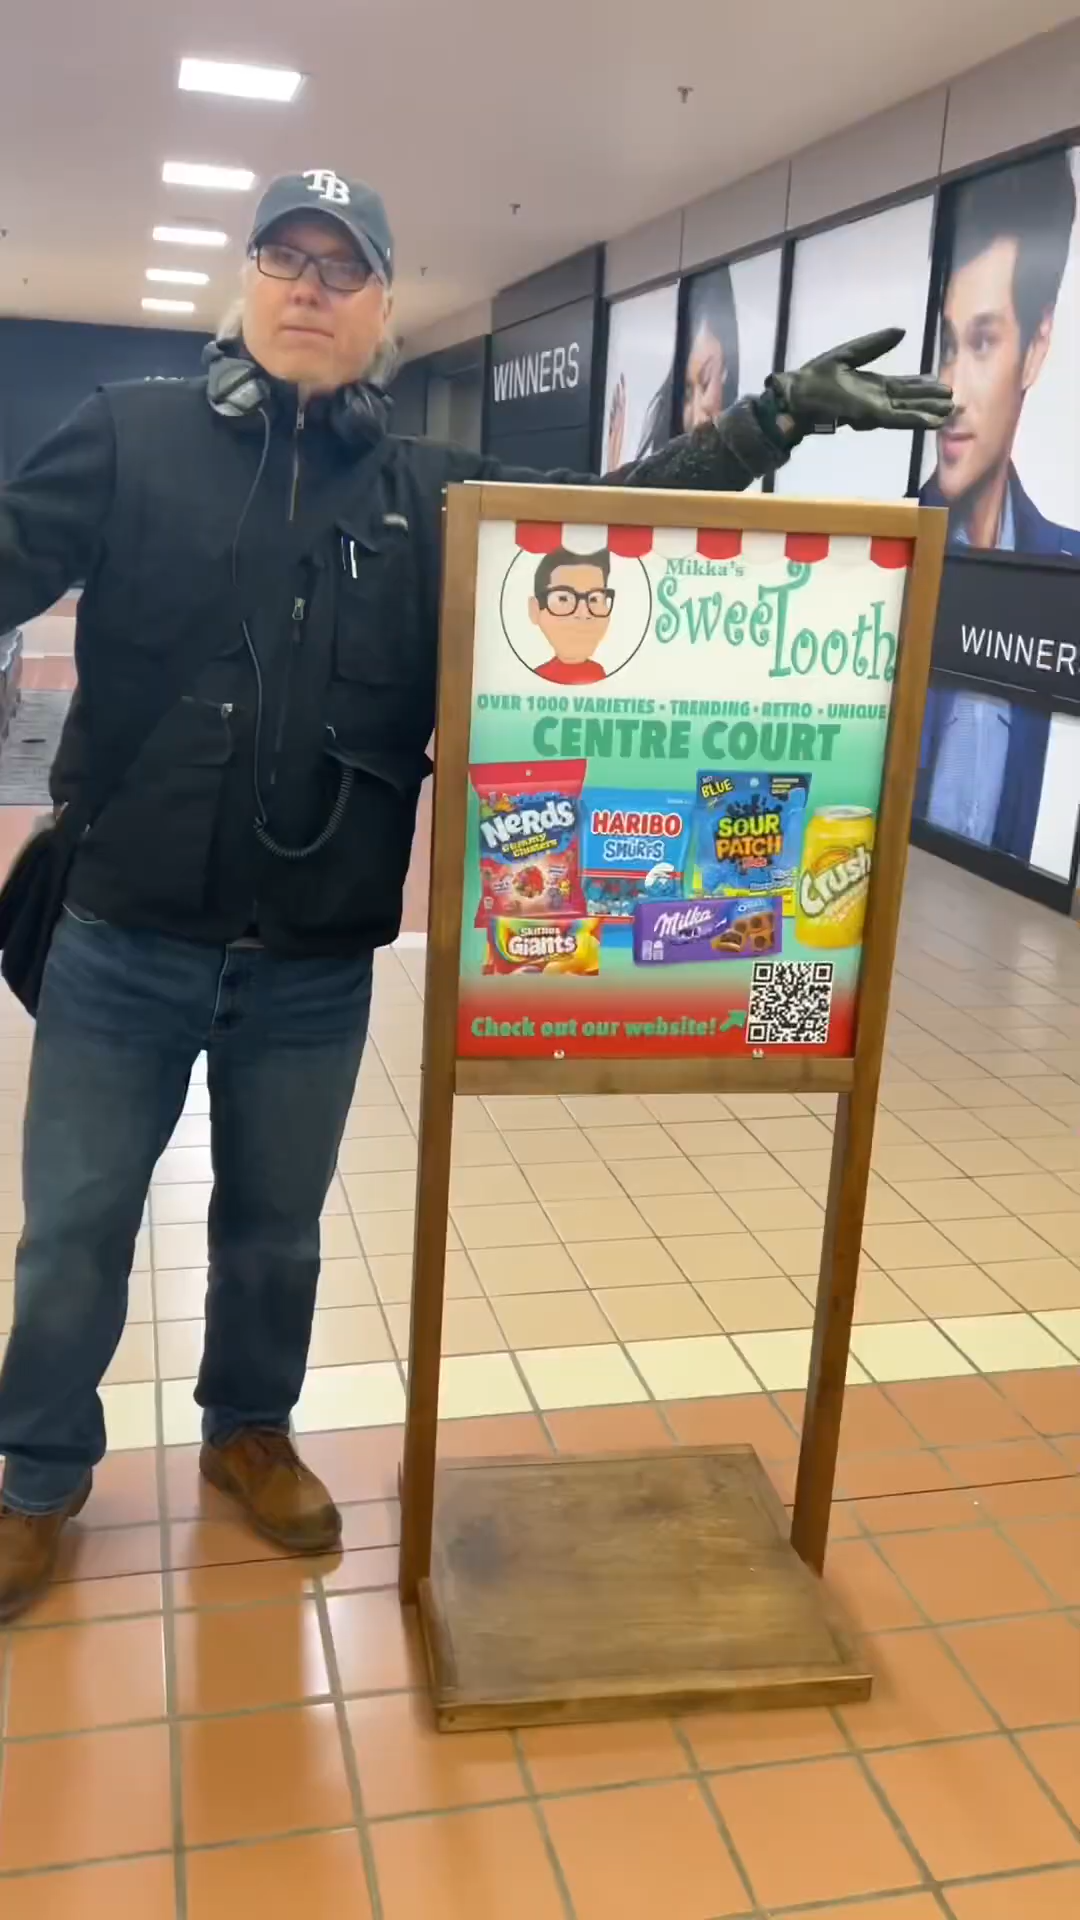 TB
WINNERS
WINNERS
Mikka's
SweeTooth
OVER 1000 VARIETIES • TRENDING • RETRO • UNIQUE
CENTRE COURT
NERDS
Gummy
Clusters
HARIBO
SMURFS
BLUE
SOUR
PATCH
Kids
Crush
Milka
Skittles
Giants
Check out our website!